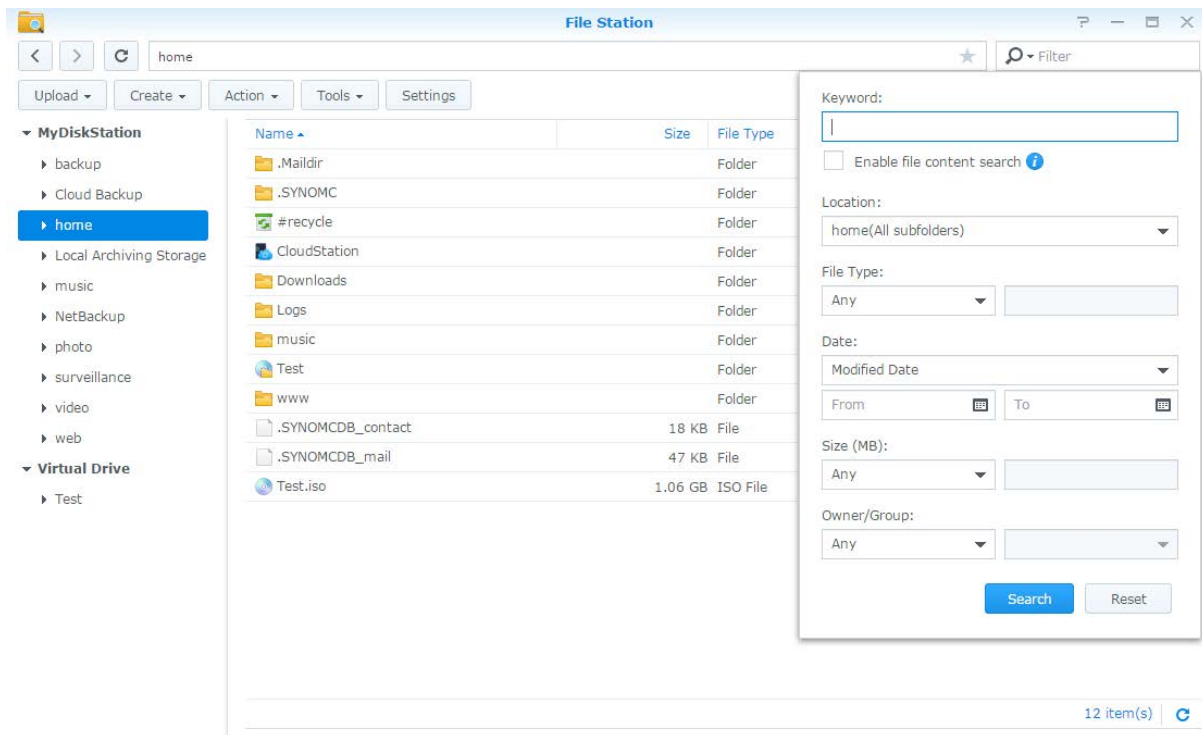 File Station
home
Filter
Upload Create Action Tools Settings
MyDiskStation
backup
Cloud Backup
home
Local Archiving Storage
music
NetBackup
photo
surveillance
video
web
Virtual Drive
Test
Name Size File Type
.Maildir Folder
.SYNOMC Folder
#recycle Folder
CloudStation Folder
Downloads Folder
Logs Folder
music Folder
Test Folder
www Folder
.SYNOMCDB_contact 18 KB File
.SYNOMCDB_mail 47 KB File
Test.iso 1.06 GB ISO File
Keyword:
Enable file content search i
Location:
home(All subfolders)
File Type:
Any
Date:
Modified Date
From To
Size (MB):
Any
Owner/Group:
Any
Search Reset
12 item(s)